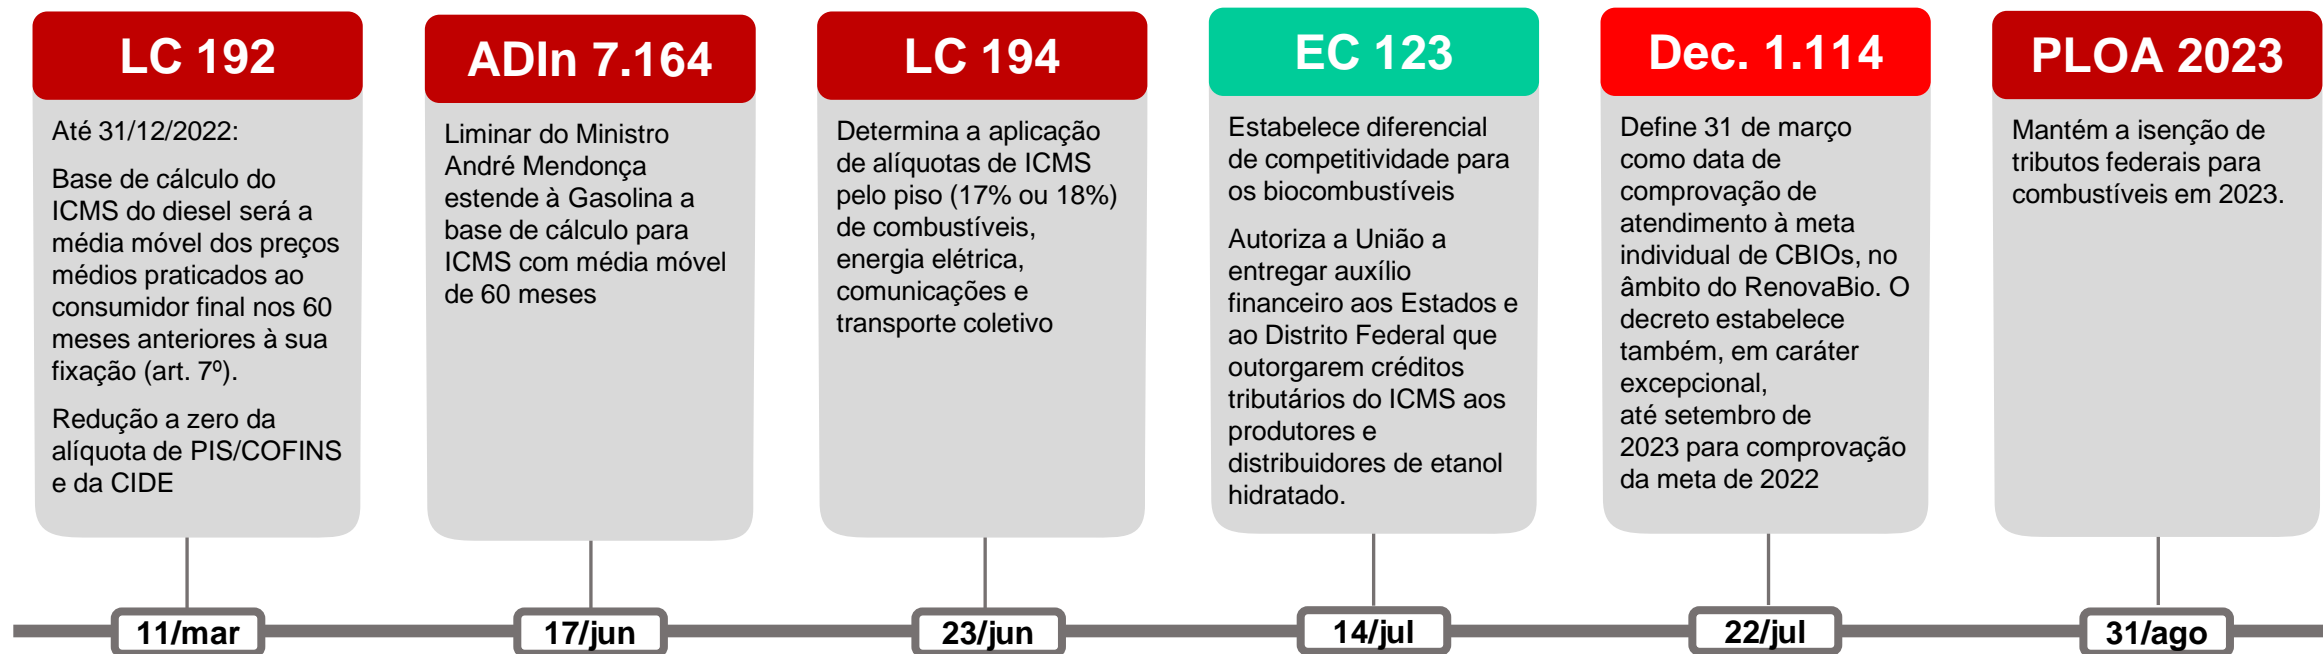 LC 192
Até 31/12/2022:
Base de cálculo do
ICMS do diesel será a
média móvel dos preços
médios praticados ao
consumidor final nos 60
meses anteriores à sua
fixação (art. 7º).
Redução a zero da
alíquota de PIS/COFINS
e da CIDE
11/mar
ADIn 7.164
Liminar do Ministro
André Mendonça
estende à Gasolina a
base de cálculo para
ICMS com média móvel
de 60 meses
17/jun
LC 194
Determina a aplicação
de alíquotas de ICMS
pelo piso (17% ou 18%)
de combustíveis,
energia elétrica,
comunicações e
transporte coletivo
23/jun
EC 123
Estabelece diferencial
de competitividade para
os biocombustíveis
Autoriza a União a
entregar auxílio
financeiro aos Estados e
ao Distrito Federal que
outorgarem créditos
tributários do ICMS aos
produtores e
distribuidores de etanol
hidratado.
14/jul
Dec. 1.114
Define 31 de março
como data de
comprovação de
atendimento à meta
individual de CBIOs, no
âmbito do RenovaBio. O
decreto estabelece
também, em caráter
excepcional,
até setembro de
2023 para comprovação
da meta de 2022
22/jul
PLOA 2023
Mantém a isenção de
tributos federais para
combustíveis em 2023.
31/ago